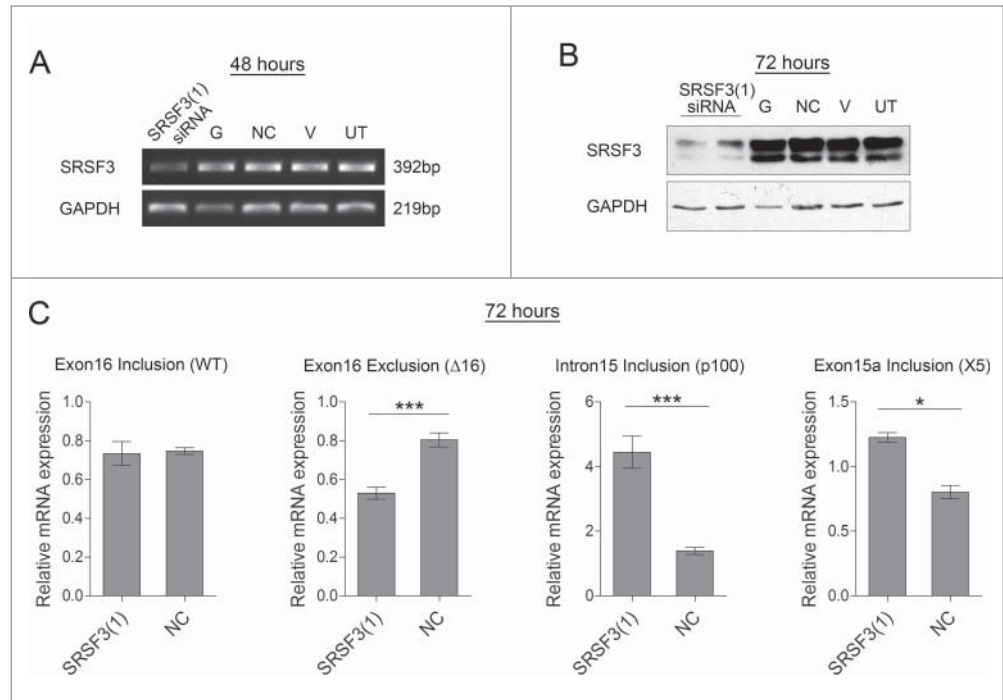 A
48 hours
SRSF3(1)
siRNA
G NC V UT
SRSF3
392bp
GAPDH
219bp
B
72 hours
SRSF3(1)
siRNA
G NC V UT
SRSF3
GAPDH
C
72 hours
Exon16 Inclusion (WT)
Relative mRNA expression
1.0
0.8
0.6
0.4
0.2
0.0
SRSF3(1)
NC
Exon16 Exclusion (Δ16)
Relative mRNA expression
1.0
0.8
0.6
0.4
0.2
0.0
***
SRSF3(1)
NC
Intron15 Inclusion (p100)
Relative mRNA expression
6
4
2
0
***
SRSF3(1)
NC
Exon15a Inclusion (X5)
Relative mRNA expression
1.5
1.0
0.5
0.0
*
SRSF3(1)
NC